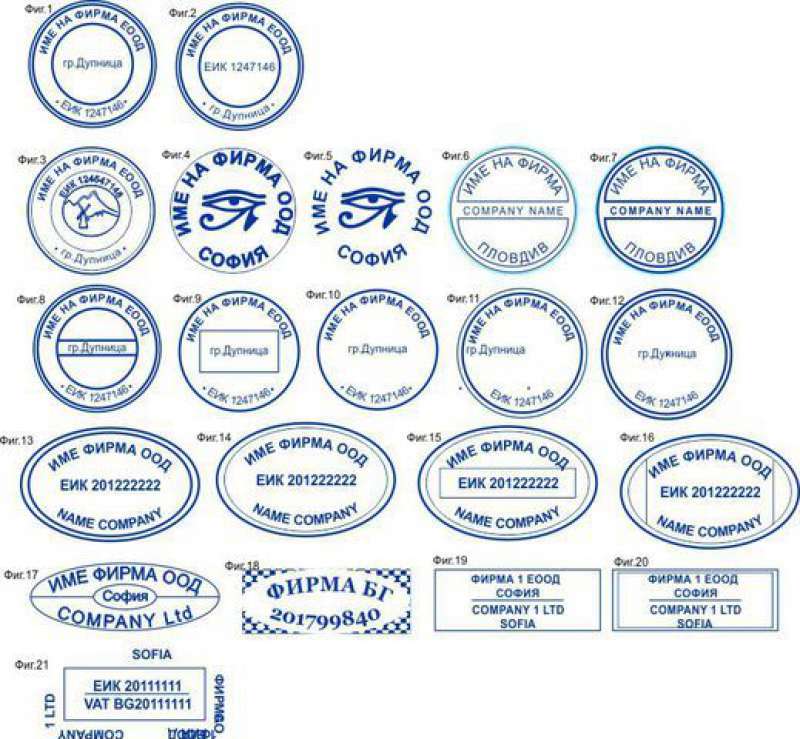 Фиг.1
ИМЕ НА ФИРМА ЕООД
гр.Дупница
· ЕИК 1247146 ·
Фиг.2
ИМЕ НА ФИРМА ЕООД
ЕИК 1247146
· гр.Дупница ·
Фиг.3
ИМЕ НА ФИРМА ЕООД
ЕИК 124647146
· гр.Дупница ·
Фиг.4
ИМЕ НА ФИРМА ООД
СОФИЯ
Фиг.5
ИМЕ НА ФИРМА ООД
СОФИЯ
Фиг.6
ИМЕ НА ФИРМА
COMPANY NAME
ПЛОВДИВ
Фиг.7
ИМЕ НА ФИРМА
COMPANY NAME
ПЛОВДИВ
Фиг.8
ИМЕ НА ФИРМА ЕООД
гр.Дупница
· ЕИК 1247146 ·
Фиг.9
ИМЕ НА ФИРМА ЕООД
гр.Дупница
· ЕИК 1247146 ·
Фиг.10
ИМЕ НА ФИРМА ЕООД
гр.Дупница
· ЕИК 1247146 ·
Фиг.11
ИМЕ НА ФИРМА ЕООД
гр.Дупница
ЕИК 1247146
Фиг.12
ИМЕ НА ФИРМА ЕООД
гр.Дупница
ЕИК 1247146
Фиг.13
ИМЕ ФИРМА ООД
ЕИК 201222222
NAME COMPANY
Фиг.14
ИМЕ ФИРМА ООД
ЕИК 201222222
NAME COMPANY
Фиг.15
ИМЕ ФИРМА ООД
ЕИК 201222222
NAME COMPANY
Фиг.16
ИМЕ ФИРМА ООД
ЕИК 201222222
NAME COMPANY
Фиг.17
ИМЕ ФИРМА ООД
София
COMPANY Ltd
Фиг.18
ФИРМА БГ
201799840
Фиг.19
ФИРМА 1 ЕООД
СОФИЯ
COMPANY 1 LTD
SOFIA
Фиг.20
ФИРМА 1 ЕООД
СОФИЯ
COMPANY 1 LTD
SOFIA
Фиг.21
SOFIA
ЕИК 20111111
VAT BG20111111
1 LTD
COMPANY